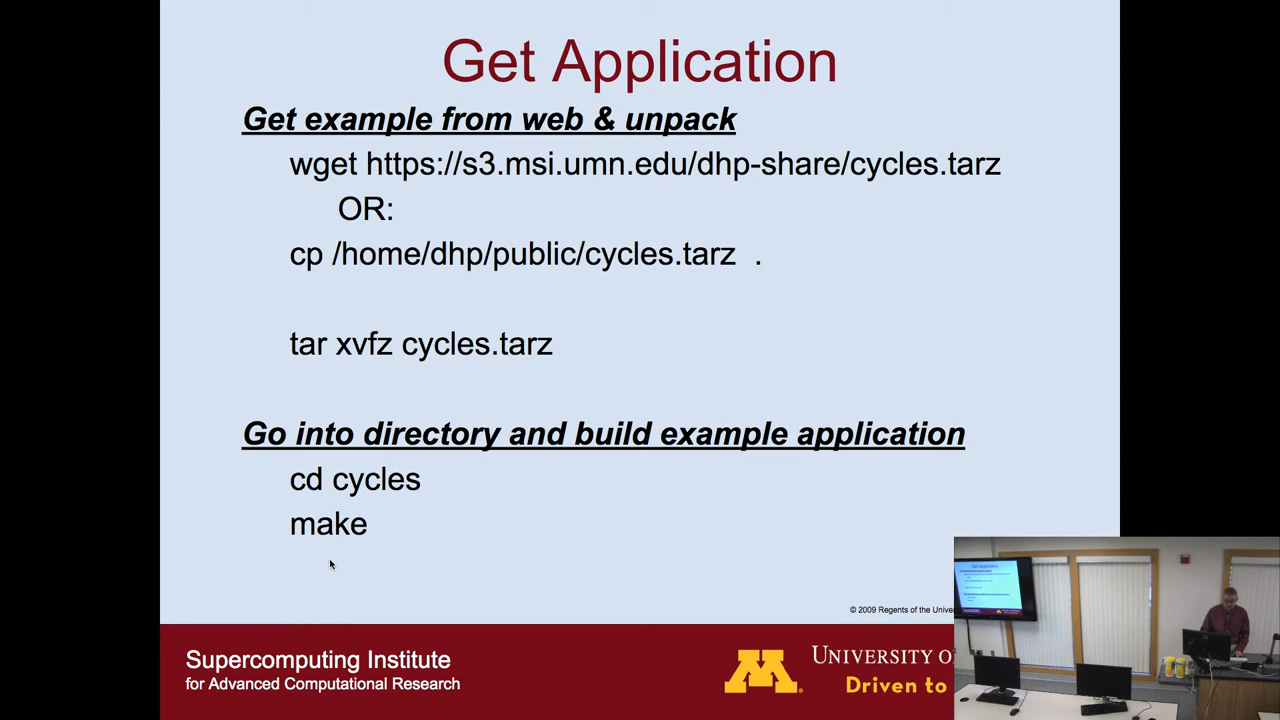 Get Application
Get example from web & unpack
wget https://s3.msi.umn.edu/dhp-share/cycles.tarz
OR:
cp /home/dhp/public/cycles.tarz .
tar xvfz cycles.tarz
Go into directory and build example application
cd cycles
make
© 2009 Regents of the
Supercomputing Institute
for Advanced Computational Research
UNIVERSITY
Driven to
Get Application